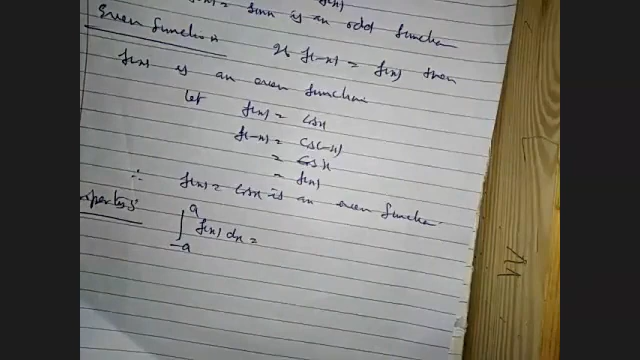 = sinx is an odd function
Even function If f(-x) = f(x) then
f(x) is an even function
Let f(x) = Cosx
f(-x) = Cos(-x)
= Cosx
= f(x)
∴ f(x) = Cosx is an even function
∫_{-a}^{a} f(x) dx =